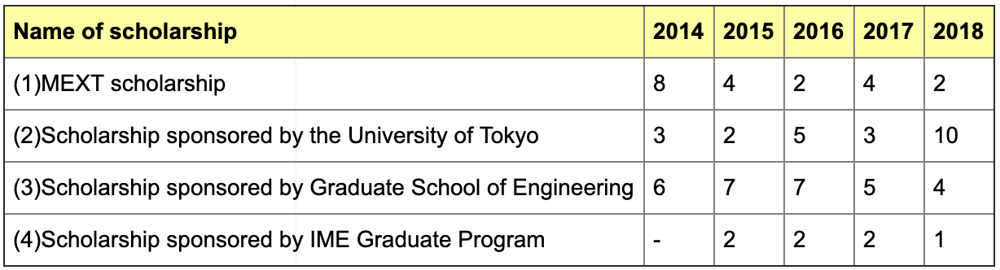 Name of scholarship 2014 2015 2016 2017 2018
(1)MEXT scholarship 8 4 2 4 2
(2)Scholarship sponsored by the University of Tokyo 3 2 5 3 10
(3)Scholarship sponsored by Graduate School of Engineering 6 7 7 5 4
(4)Scholarship sponsored by IME Graduate Program - 2 2 2 1